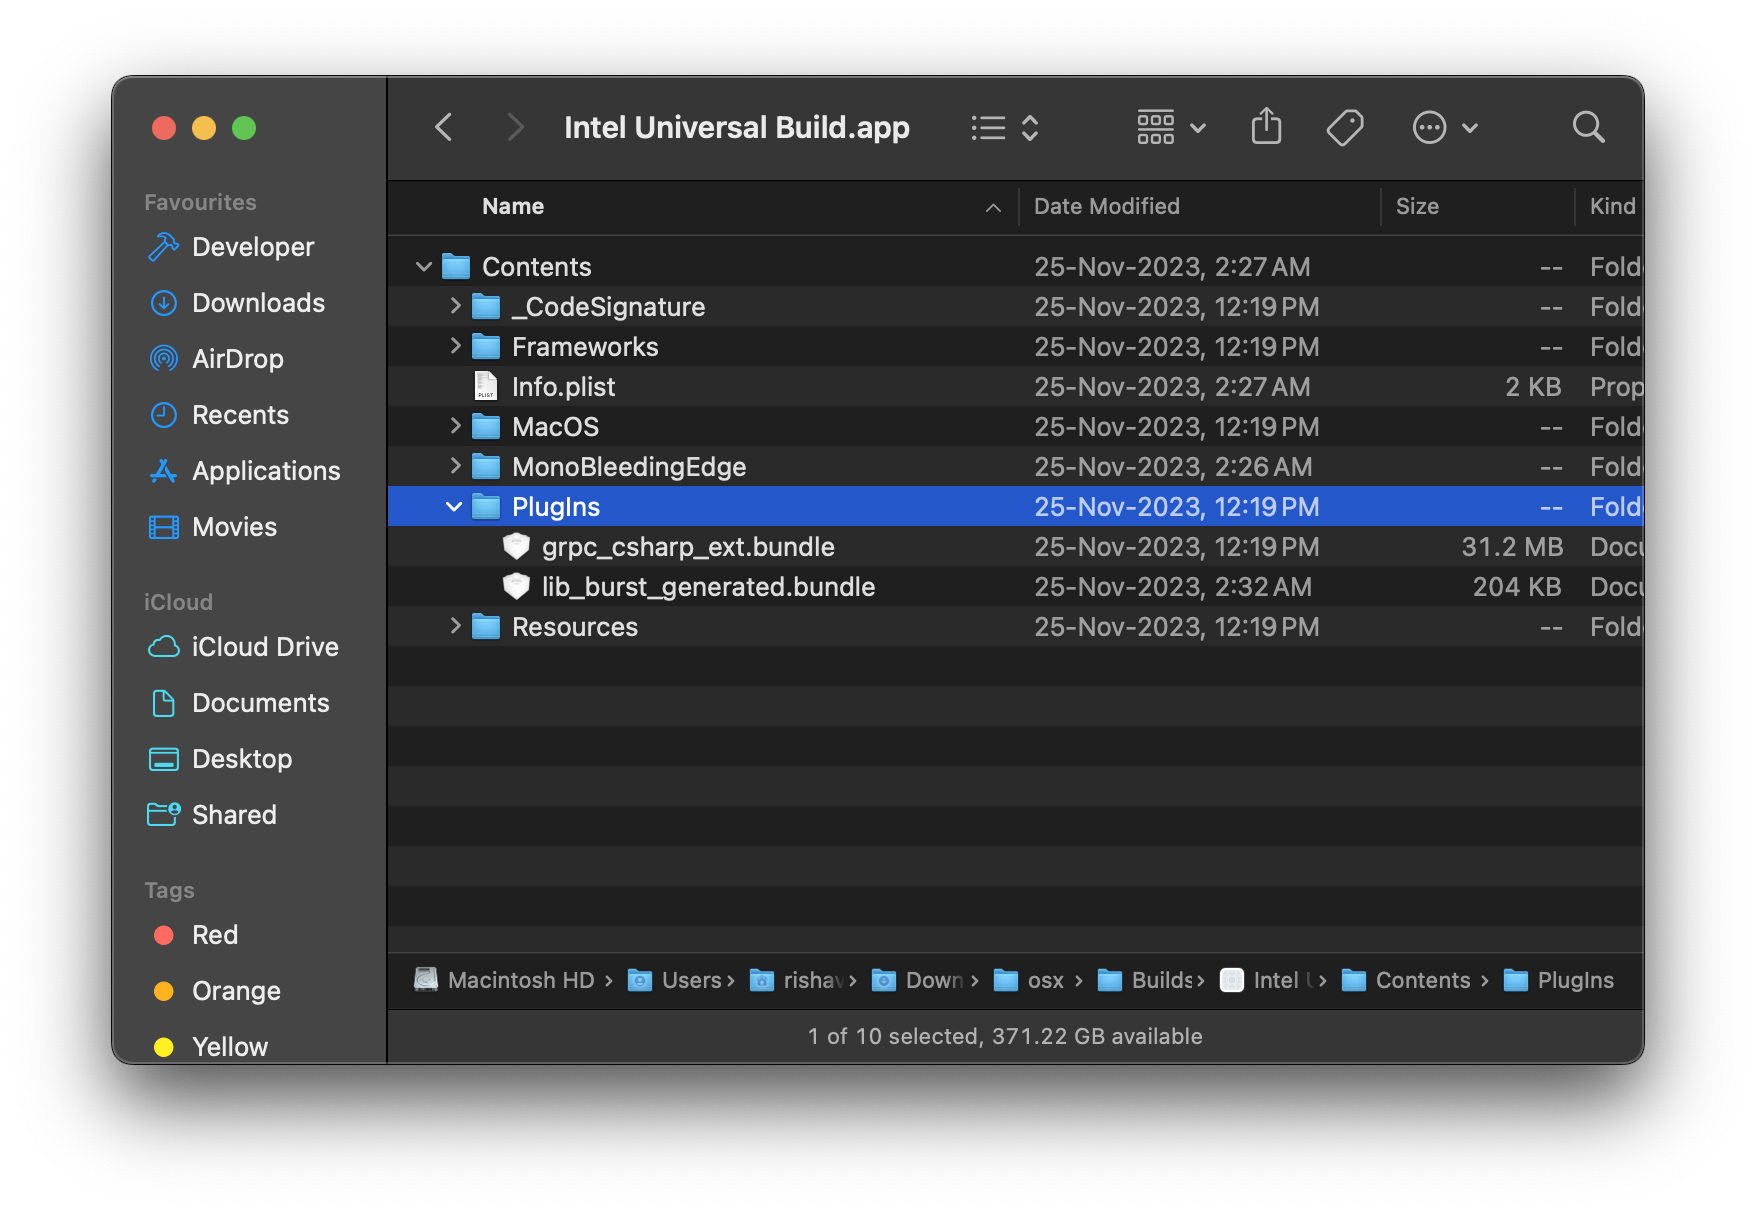 Intel Universal Build.app
Favourites
Developer
Downloads
AirDrop
Recents
Applications
Movies
iCloud
iCloud Drive
Documents
Desktop
Shared
Tags
Red
Orange
Yellow
Name Date Modified Size Kind
Contents 25-Nov-2023, 2:27 AM -- Fold
_CodeSignature 25-Nov-2023, 12:19 PM -- Fold
Frameworks 25-Nov-2023, 12:19 PM -- Fold
PLIST Info.plist 25-Nov-2023, 2:27 AM 2 KB Prop
MacOS 25-Nov-2023, 12:19 PM -- Fold
MonoBleedingEdge 25-Nov-2023, 2:26 AM -- Fold
PlugIns 25-Nov-2023, 12:19 PM -- Fold
grpc_csharp_ext.bundle 25-Nov-2023, 12:19 PM 31.2 MB Docu
lib_burst_generated.bundle 25-Nov-2023, 2:32 AM 204 KB Docu
Resources 25-Nov-2023, 12:19 PM -- Fold
Macintosh HD › Users › rishav › Down › osx › Builds › Intel › Contents › PlugIns
1 of 10 selected, 371.22 GB available